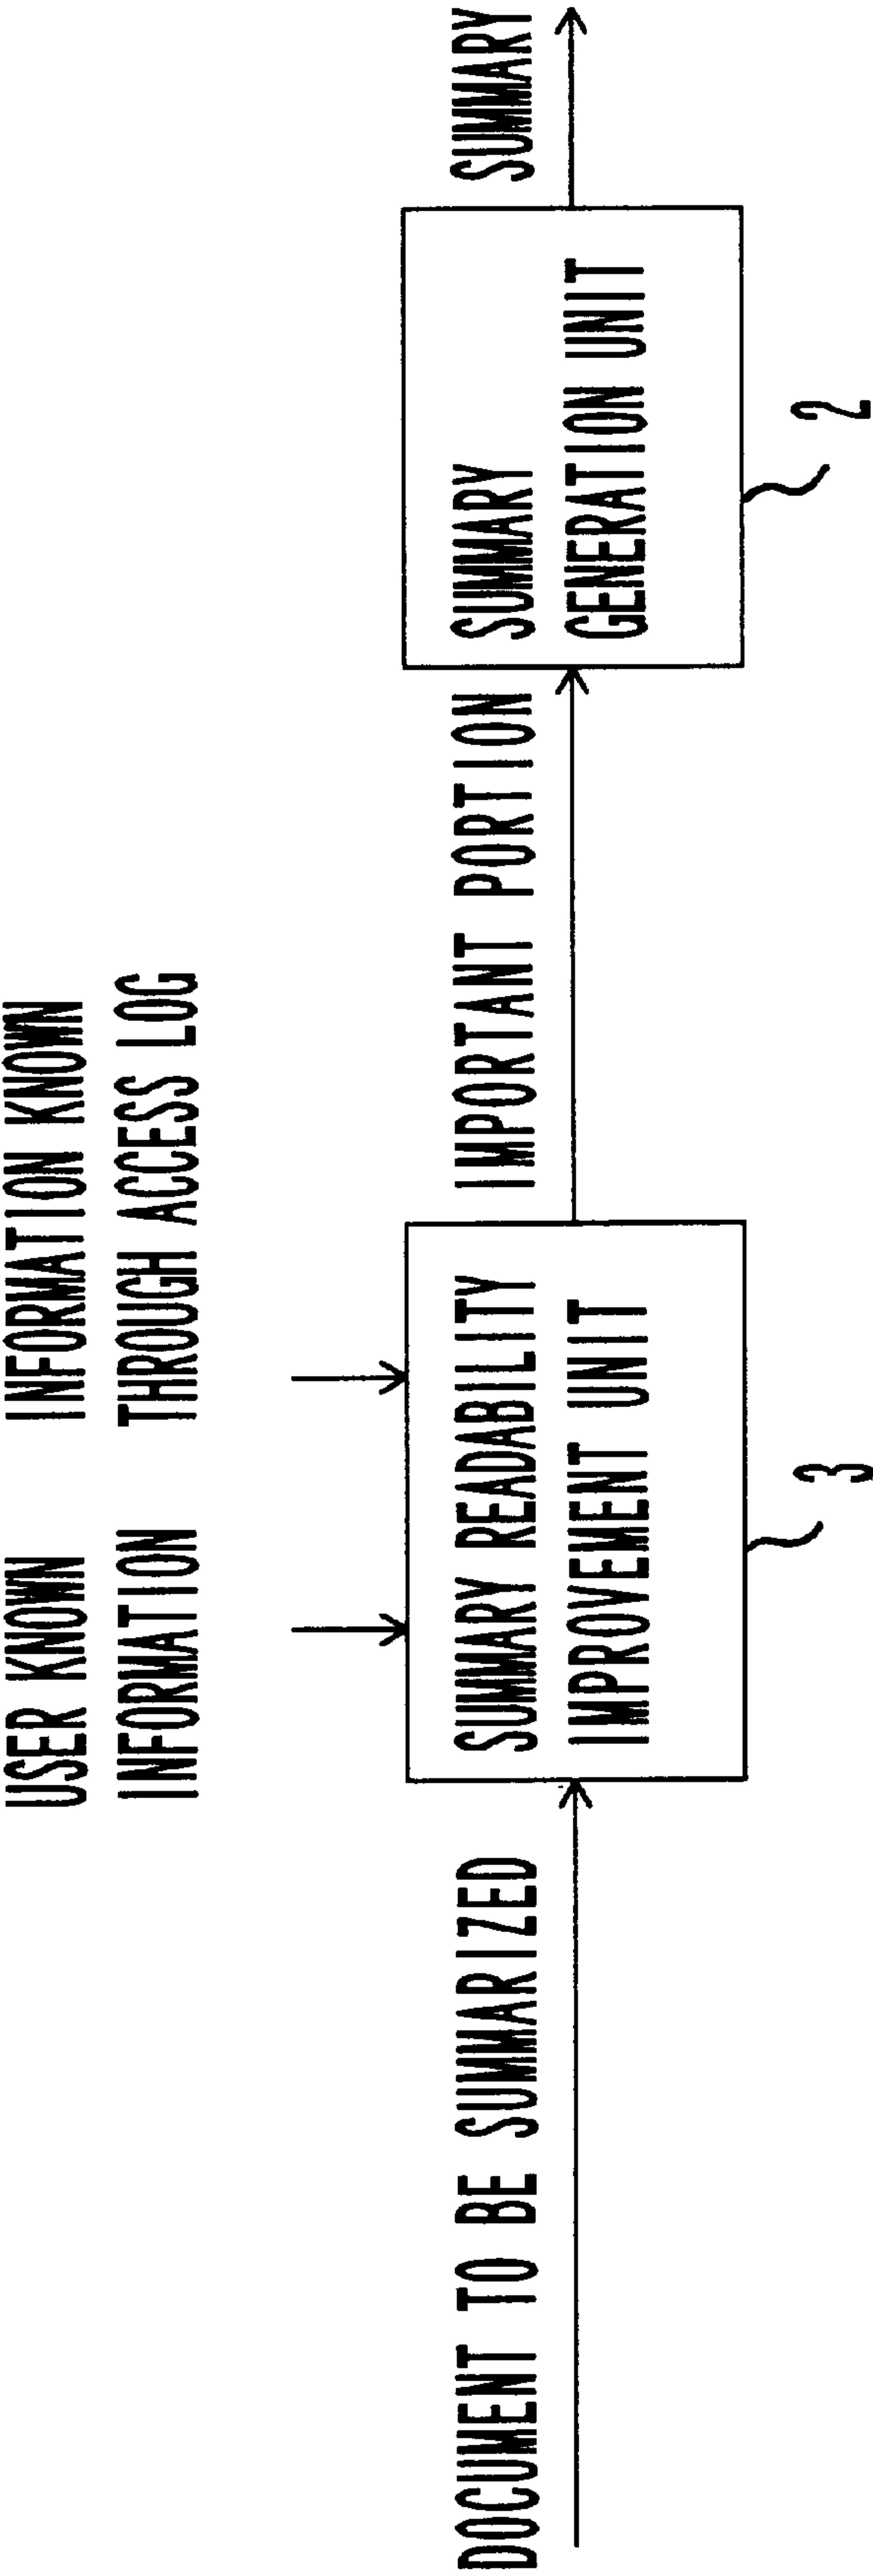 USER KNOWN
INFORMATION
INFORMATION KNOWN
THROUGH ACCESS LOG
DOCUMENT TO BE SUMMARIZED
SUMMARY READABILITY
IMPROVEMENT UNIT
3
IMPORTANT PORTION
SUMMARY
GENERATION UNIT
2
SUMMARY